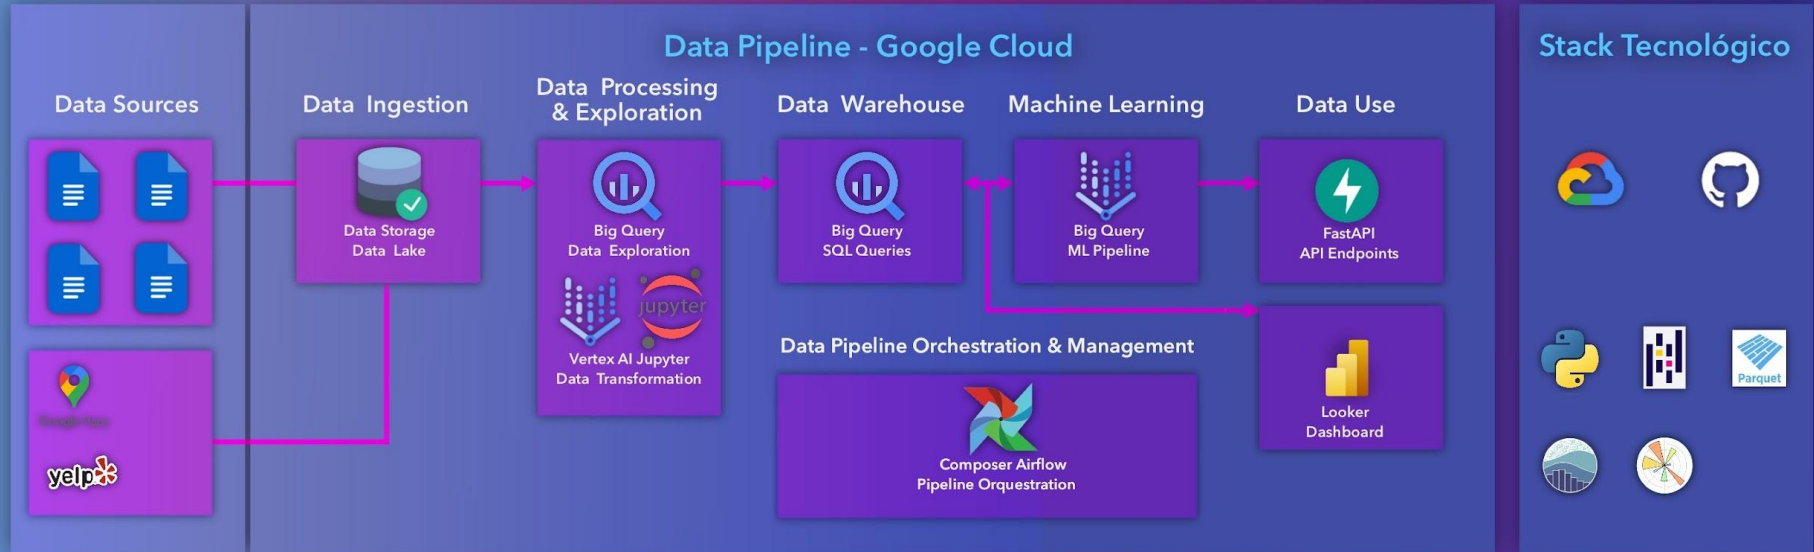 Data Pipeline - Google Cloud
Stack Tecnológico
Data Sources
Data Ingestion
Data Processing
& Exploration
Data Warehouse
Machine Learning
Data Use
Data Storage
Data Lake
Big Query
Data Exploration
jupyter
Vertex AI Jupyter
Data Transformation
Big Query
SQL Queries
Big Query
ML Pipeline
FastAPI
API Endpoints
Looker
Dashboard
Data Pipeline Orchestration & Management
Composer Airflow
Pipeline Orquestration
yelp
Parquet